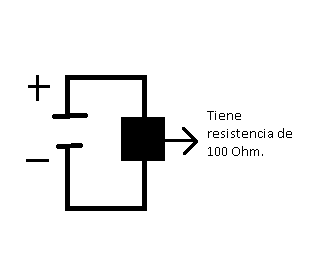 +
Tiene
resistencia de
100 Ohm.
−